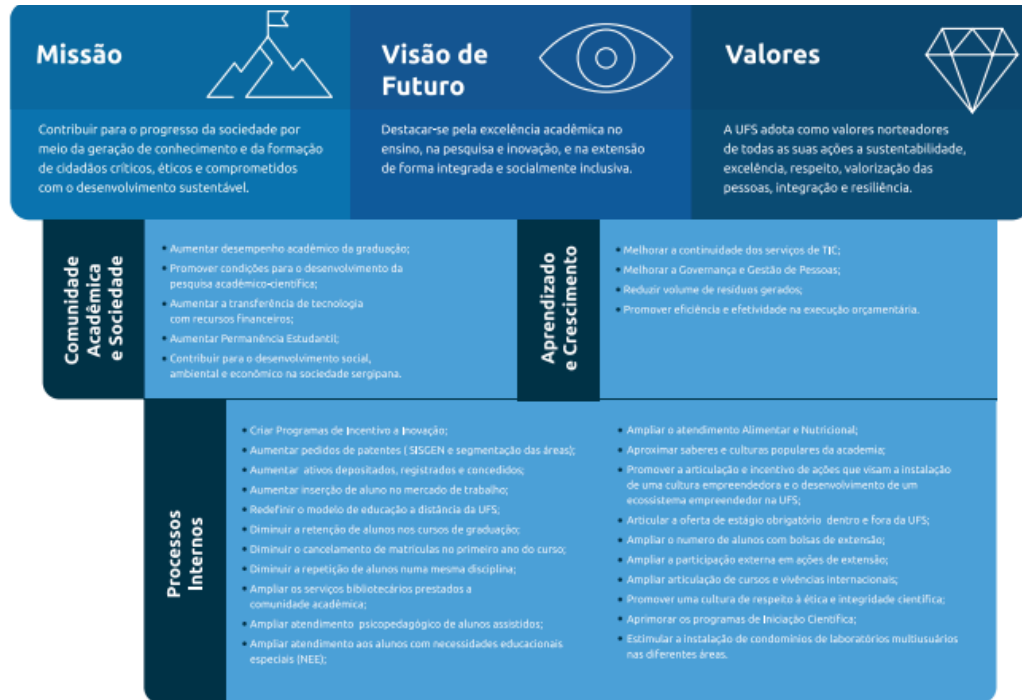 Missão
Contribuir para o progresso da sociedade por
meio da geração de conhecimento e da formação
de cidadãos críticos, éticos e comprometidos
com o desenvolvimento sustentável.
Visão de
Futuro
Destacar-se pela excelência acadêmica no
ensino, na pesquisa e inovação, e na extensão
de forma integrada e socialmente inclusiva.
Valores
A UFS adota como valores norteadores
de todas as suas ações a sustentabilidade,
excelência, respeito, valorização das
pessoas, integração e resiliência.
Comunidade
Acadêmica
e Sociedade
• Aumentar desempenho acadêmico da graduação;
• Promover condições para o desenvolvimento da
pesquisa acadêmico-científica;
• Aumentar a transferência de tecnologia
com recursos financeiros;
• Aumentar Permanência Estudantil;
• Contribuir para o desenvolvimento social,
ambiental e econômico na sociedade sergipana.
Aprendizado
e Crescimento
• Melhorar a continuidade dos serviços de TIC;
• Melhorar a Governança e Gestão de Pessoas;
• Reduzir volume de resíduos gerados;
• Promover eficiência e efetividade na execução orçamentária.
Processos
Internos
• Criar Programas de Incentivo a Inovação;
• Aumentar pedidos de patentes ( SISGEN e segmentação das áreas);
• Aumentar ativos depositados, registrados e concedidos;
• Aumentar inserção de aluno no mercado de trabalho;
• Redefinir o modelo de educação a distância da UFS;
• Diminuir a retenção de alunos nos cursos de graduação;
• Diminuir o cancelamento de matrículas no primeiro ano do curso;
• Diminuir a repetição de alunos numa mesma disciplina;
• Ampliar os serviços bibliotecários prestados a
comunidade acadêmica;
• Ampliar atendimento psicopedagógico de alunos assistidos;
• Ampliar atendimento aos alunos com necessidades educacionais
especiais (NEE);
• Ampliar o atendimento Alimentar e Nutricional;
• Aproximar saberes e culturas populares da academia;
• Promover a articulação e incentivo de ações que visam a instalação
de uma cultura empreendedora e o desenvolvimento de um
ecossistema empreendedor na UFS;
• Articular a oferta de estágio obrigatório dentro e fora da UFS;
• Ampliar o numero de alunos com bolsas de extensão;
• Ampliar a participação externa em ações de extensão;
• Ampliar articulação de cursos e vivências internacionais;
• Promover uma cultura de respeito à ética e integridade científica;
• Aprimorar os programas de Iniciação Científica;
• Estimular a instalação de condomínios de laboratórios multiusuários
nas diferentes áreas.